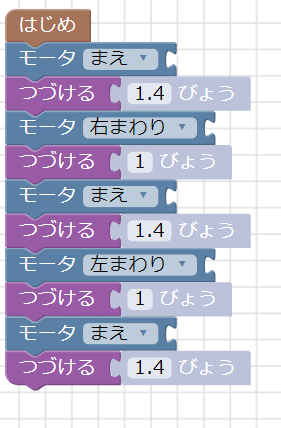 はじめ
モータ まえ
つづける 1.4 びょう
モータ 右まわり
つづける 1 びょう
モータ まえ
つづける 1.4 びょう
モータ 左まわり
つづける 1 びょう
モータ まえ
つづける 1.4 びょう